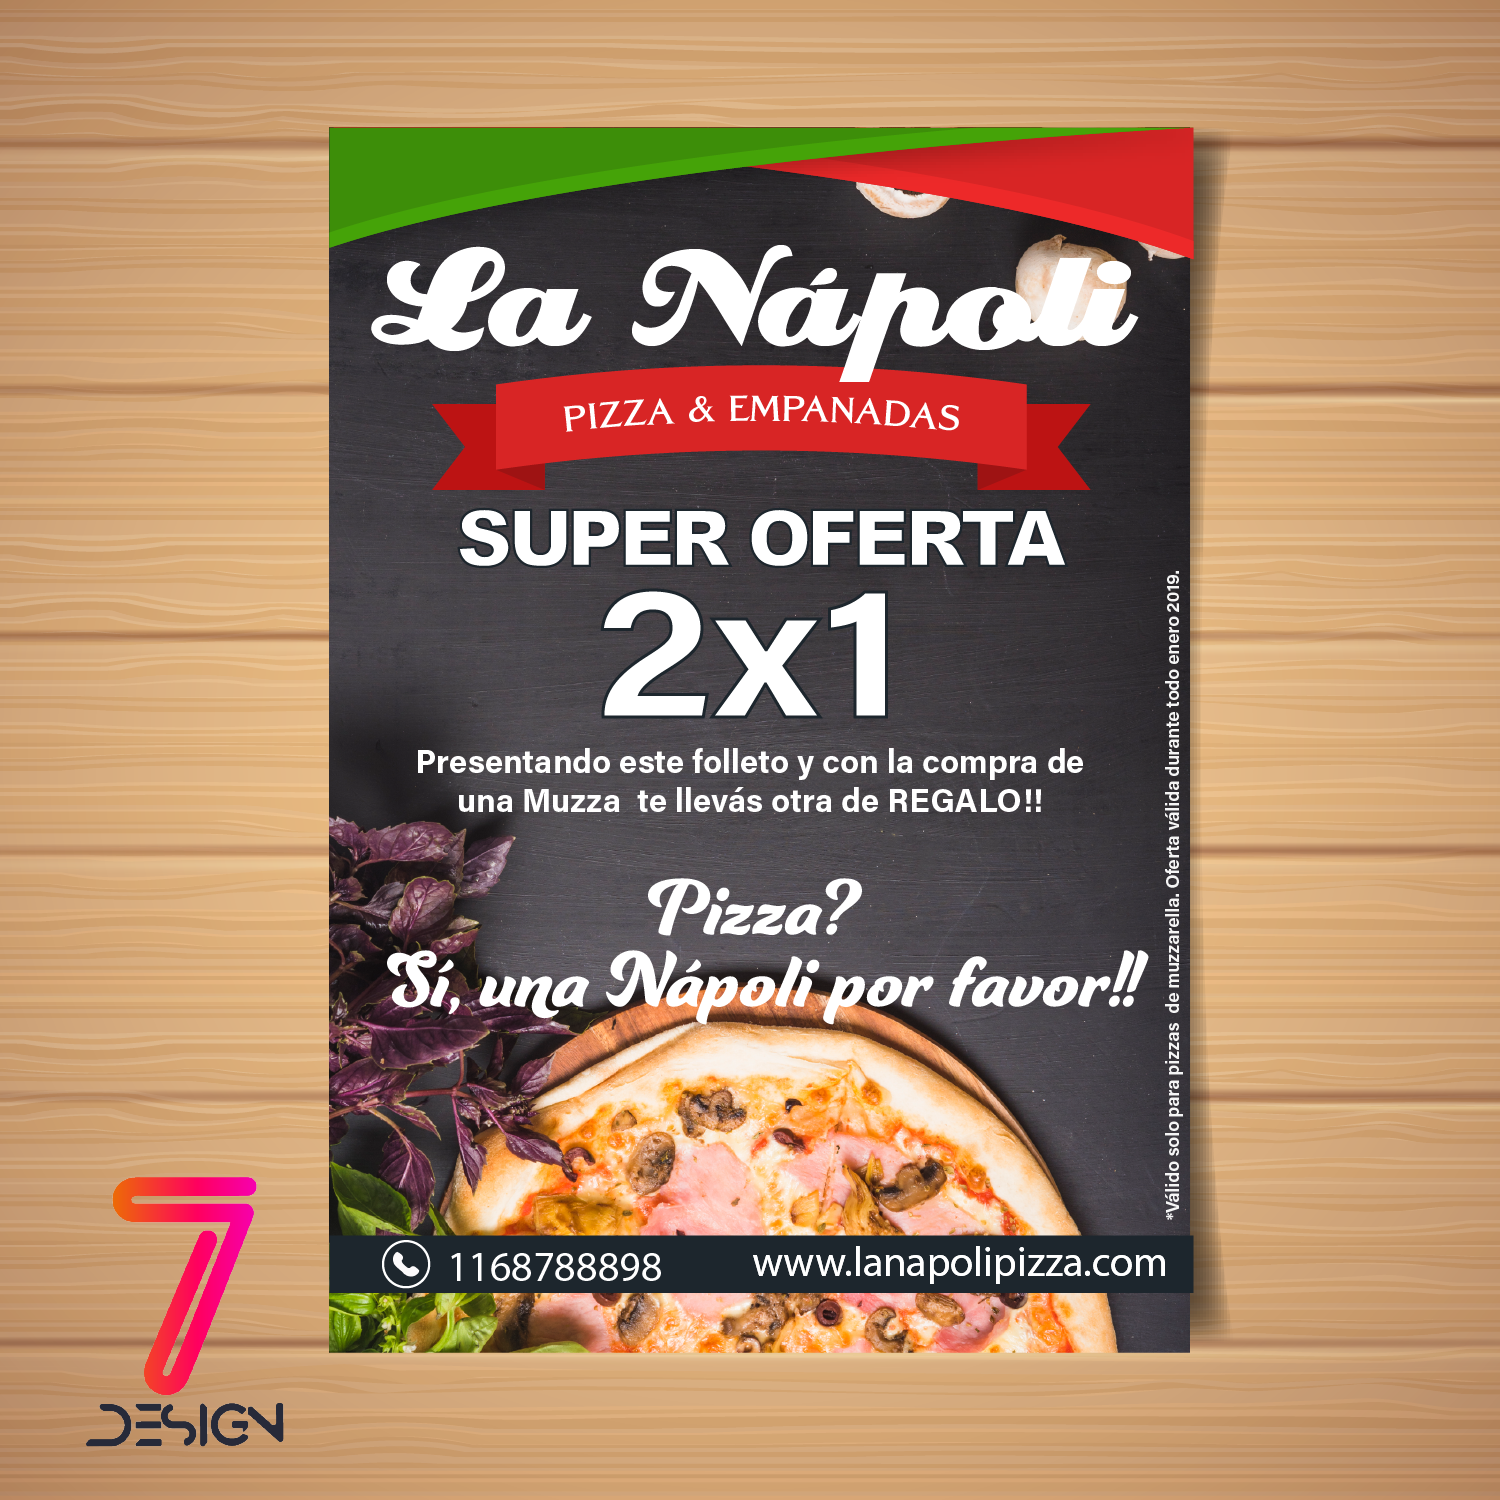 La Nápoli
PIZZA & EMPANADAS
SUPER OFERTA
2x1
Presentando este folleto y con la compra de
una Muzza te llevás otra de REGALO!!
Pizza?
Sí, una Nápoli por favor!!
*Válido solo para pizzas de muzzarella. Oferta válida durante todo enero 2019.
1168788898
www.lanapolipizza.com
7
DESIGN